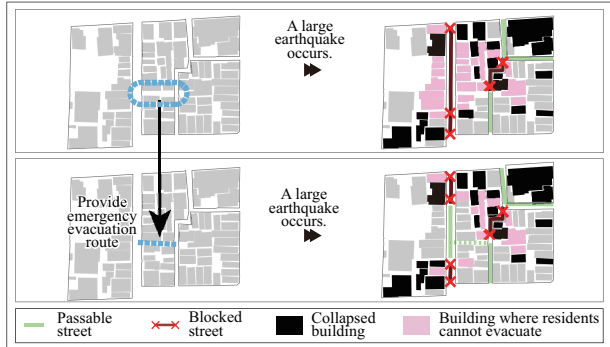 A large
earthquake
occurs.
Provide
emergency
evacuation
route
A large
earthquake
occurs.
Passable
street
Blocked
street
Collapsed
building
Building where residents
cannot evacuate